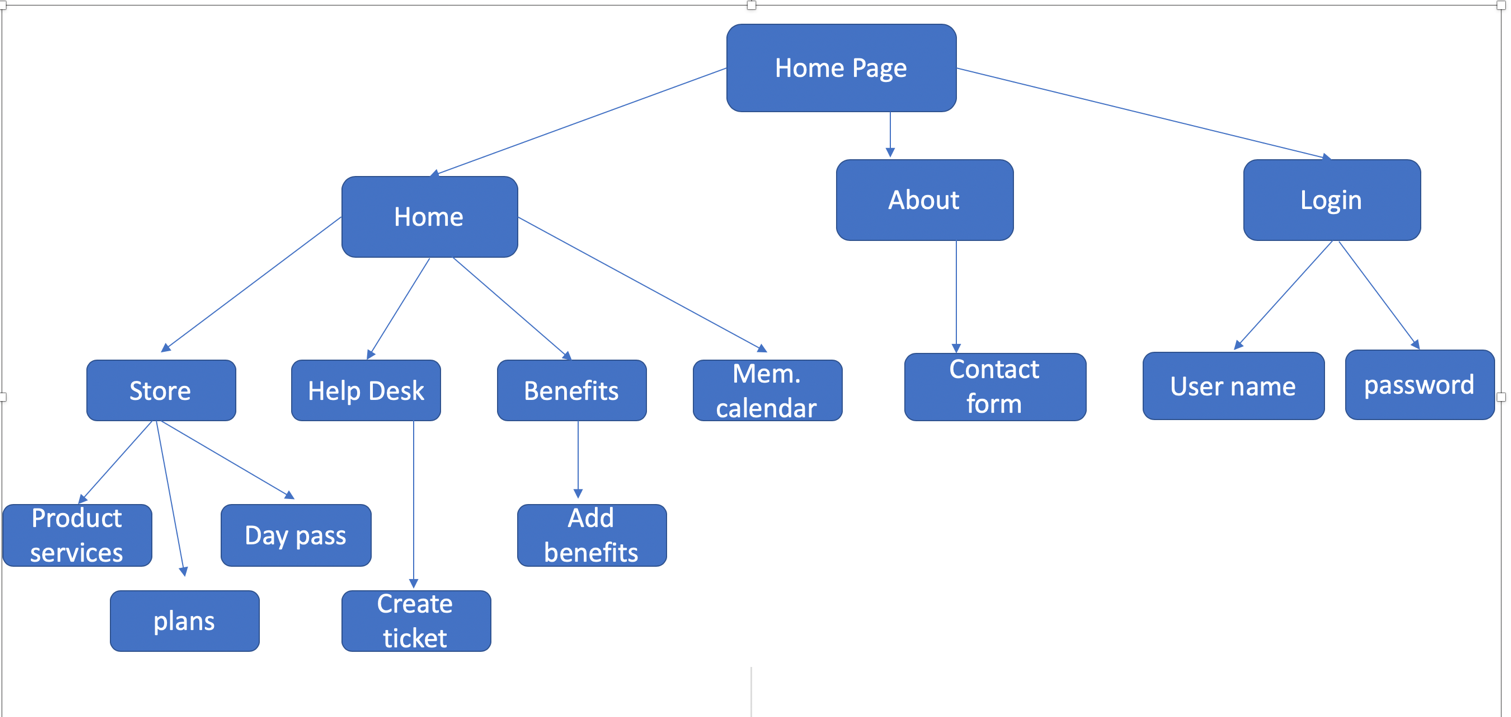 Home Page
Home
About
Login
Store
Help Desk
Benefits
Mem.
calendar
Contact
form
User name
password
Product
services
Day pass
Add
benefits
plans
Create
ticket